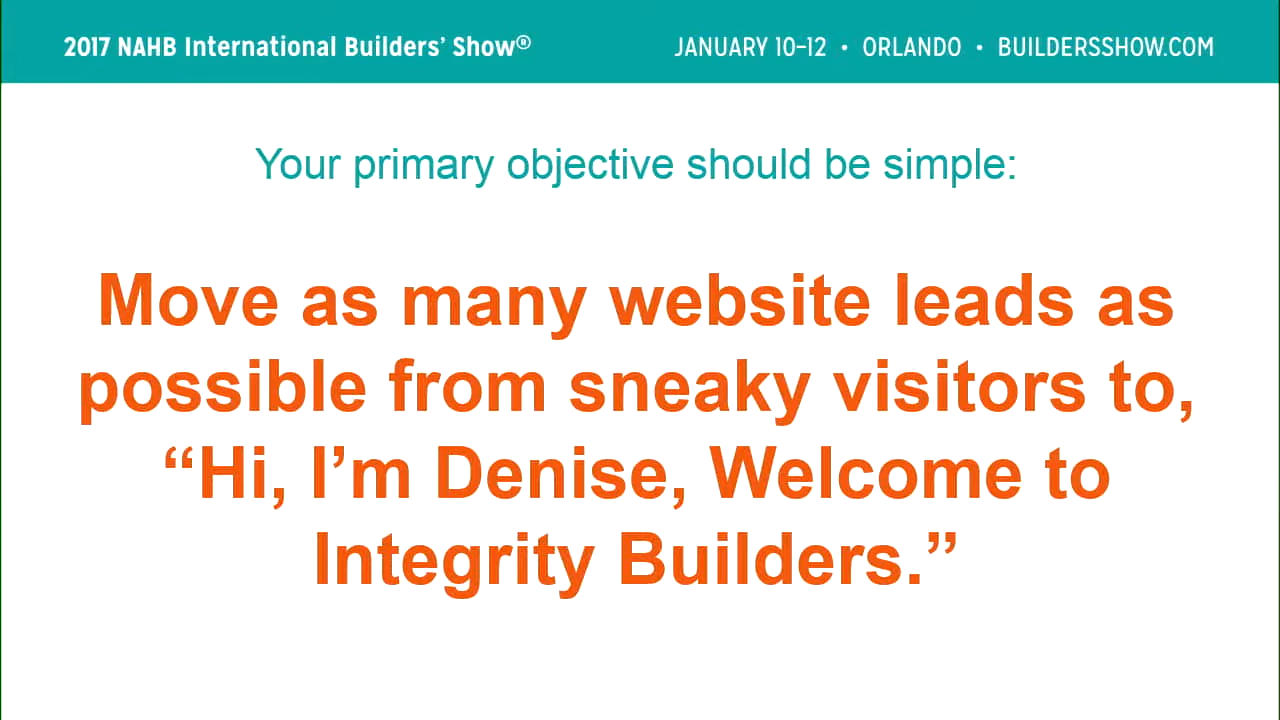 2017 NAHB International Builders’ Show® JANUARY 10–12 • ORLANDO • BUILDERSSHOW.COM
Your primary objective should be simple:
Move as many website leads as
possible from sneaky visitors to,
“Hi, I’m Denise, Welcome to
Integrity Builders.”